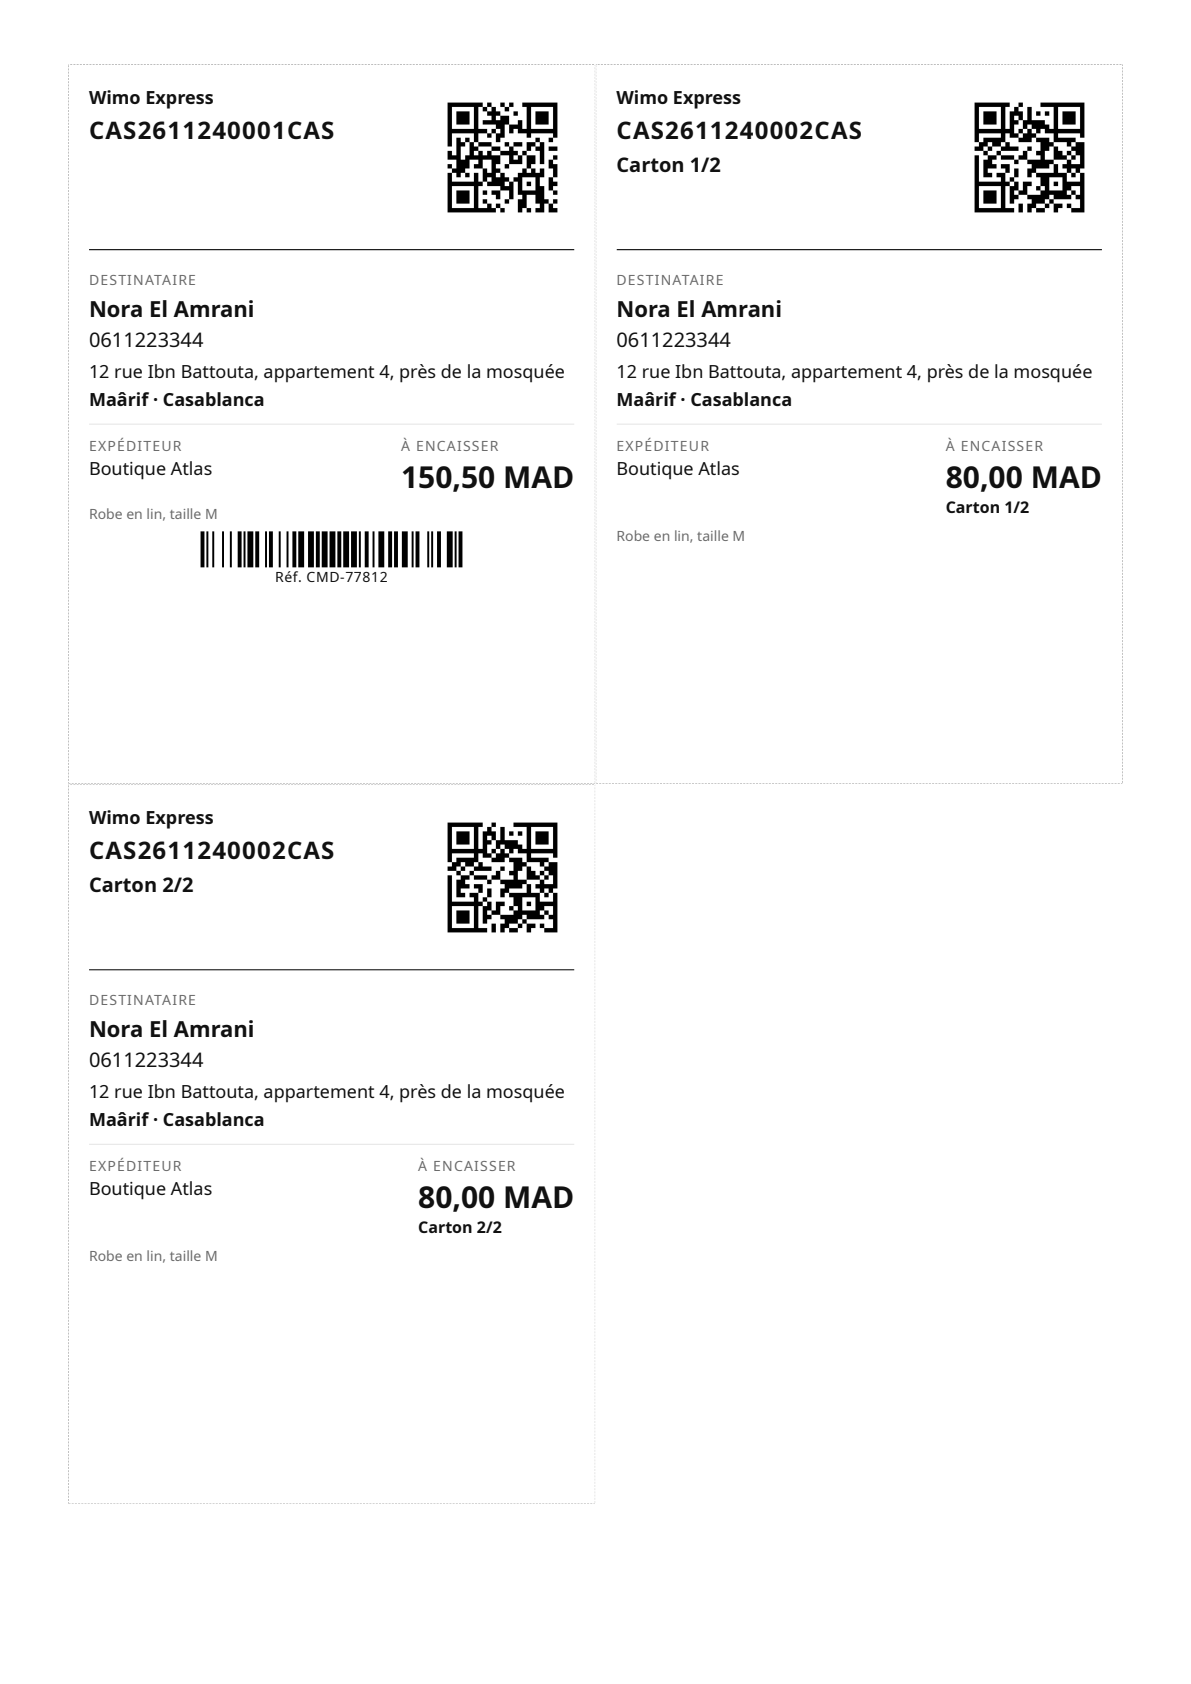 Wimo Express
CAS2611240001CAS
DESTINATAIRE
Nora El Amrani
0611223344
12 rue Ibn Battouta, appartement 4, près de la mosquée
Maârif · Casablanca
EXPÉDITEUR
Boutique Atlas
À ENCAISSER
150,50 MAD
Robe en lin, taille M
Réf. CMD-77812
Wimo Express
CAS2611240002CAS
Carton 1/2
DESTINATAIRE
Nora El Amrani
0611223344
12 rue Ibn Battouta, appartement 4, près de la mosquée
Maârif · Casablanca
EXPÉDITEUR
Boutique Atlas
À ENCAISSER
80,00 MAD
Carton 1/2
Robe en lin, taille M
Wimo Express
CAS2611240002CAS
Carton 2/2
DESTINATAIRE
Nora El Amrani
0611223344
12 rue Ibn Battouta, appartement 4, près de la mosquée
Maârif · Casablanca
EXPÉDITEUR
Boutique Atlas
À ENCAISSER
80,00 MAD
Carton 2/2
Robe en lin, taille M